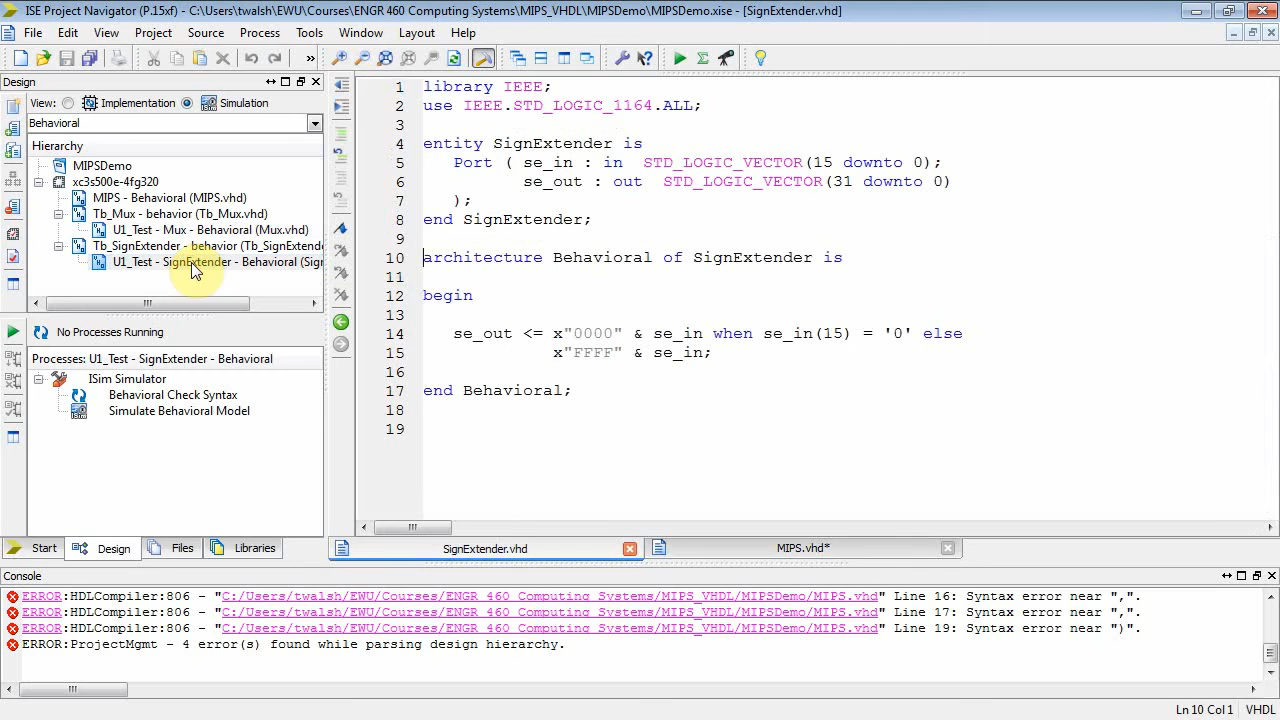 ISE Project Navigator (P.15xf) - C:\Users\twalsh\EWU\Courses\ENGR 460 Computing Systems\MIPS_VHDL\MIPSDemo\MIPSDemo.xise - [SignExtender.vhd]
File Edit View Project Source Process Tools Window Layout Help
»
Design
View: Implementation Simulation
Behavioral
Hierarchy
MIPSDemo
xc3s500e-4fg320
MIPS - Behavioral (MIPS.vhd)
Tb_Mux - behavior (Tb_Mux.vhd)
U1_Test - Mux - Behavioral (Mux.vhd)
Tb_SignExtender - behavior (Tb_SignExtende
U1_Test - SignExtender - Behavioral (Sign
No Processes Running
Processes: U1_Test - SignExtender - Behavioral
ISim Simulator
Behavioral Check Syntax
Simulate Behavioral Model
Start Design Files Libraries
1 library IEEE;
2 use IEEE.STD_LOGIC_1164.ALL;
3
4 entity SignExtender is
5 Port ( se_in : in STD_LOGIC_VECTOR(15 downto 0);
6 se_out : out STD_LOGIC_VECTOR(31 downto 0)
7 );
8 end SignExtender;
9
10 architecture Behavioral of SignExtender is
11
12 begin
13
14 se_out <= x"0000" & se_in when se_in(15) = '0' else
15 x"FFFF" & se_in;
16
17 end Behavioral;
18
19
SignExtender.vhd MIPS.vhd*
Console
ERROR:HDLCompiler:806 - "C:/Users/twalsh/EWU/Courses/ENGR 460 Computing Systems/MIPS_VHDL/MIPSDemo/MIPS.vhd" Line 16: Syntax error near ",".
ERROR:HDLCompiler:806 - "C:/Users/twalsh/EWU/Courses/ENGR 460 Computing Systems/MIPS_VHDL/MIPSDemo/MIPS.vhd" Line 17: Syntax error near ",".
ERROR:HDLCompiler:806 - "C:/Users/twalsh/EWU/Courses/ENGR 460 Computing Systems/MIPS_VHDL/MIPSDemo/MIPS.vhd" Line 19: Syntax error near ")".
ERROR:ProjectMgmt - 4 error(s) found while parsing design hierarchy.
Ln 10 Col 1 VHDL